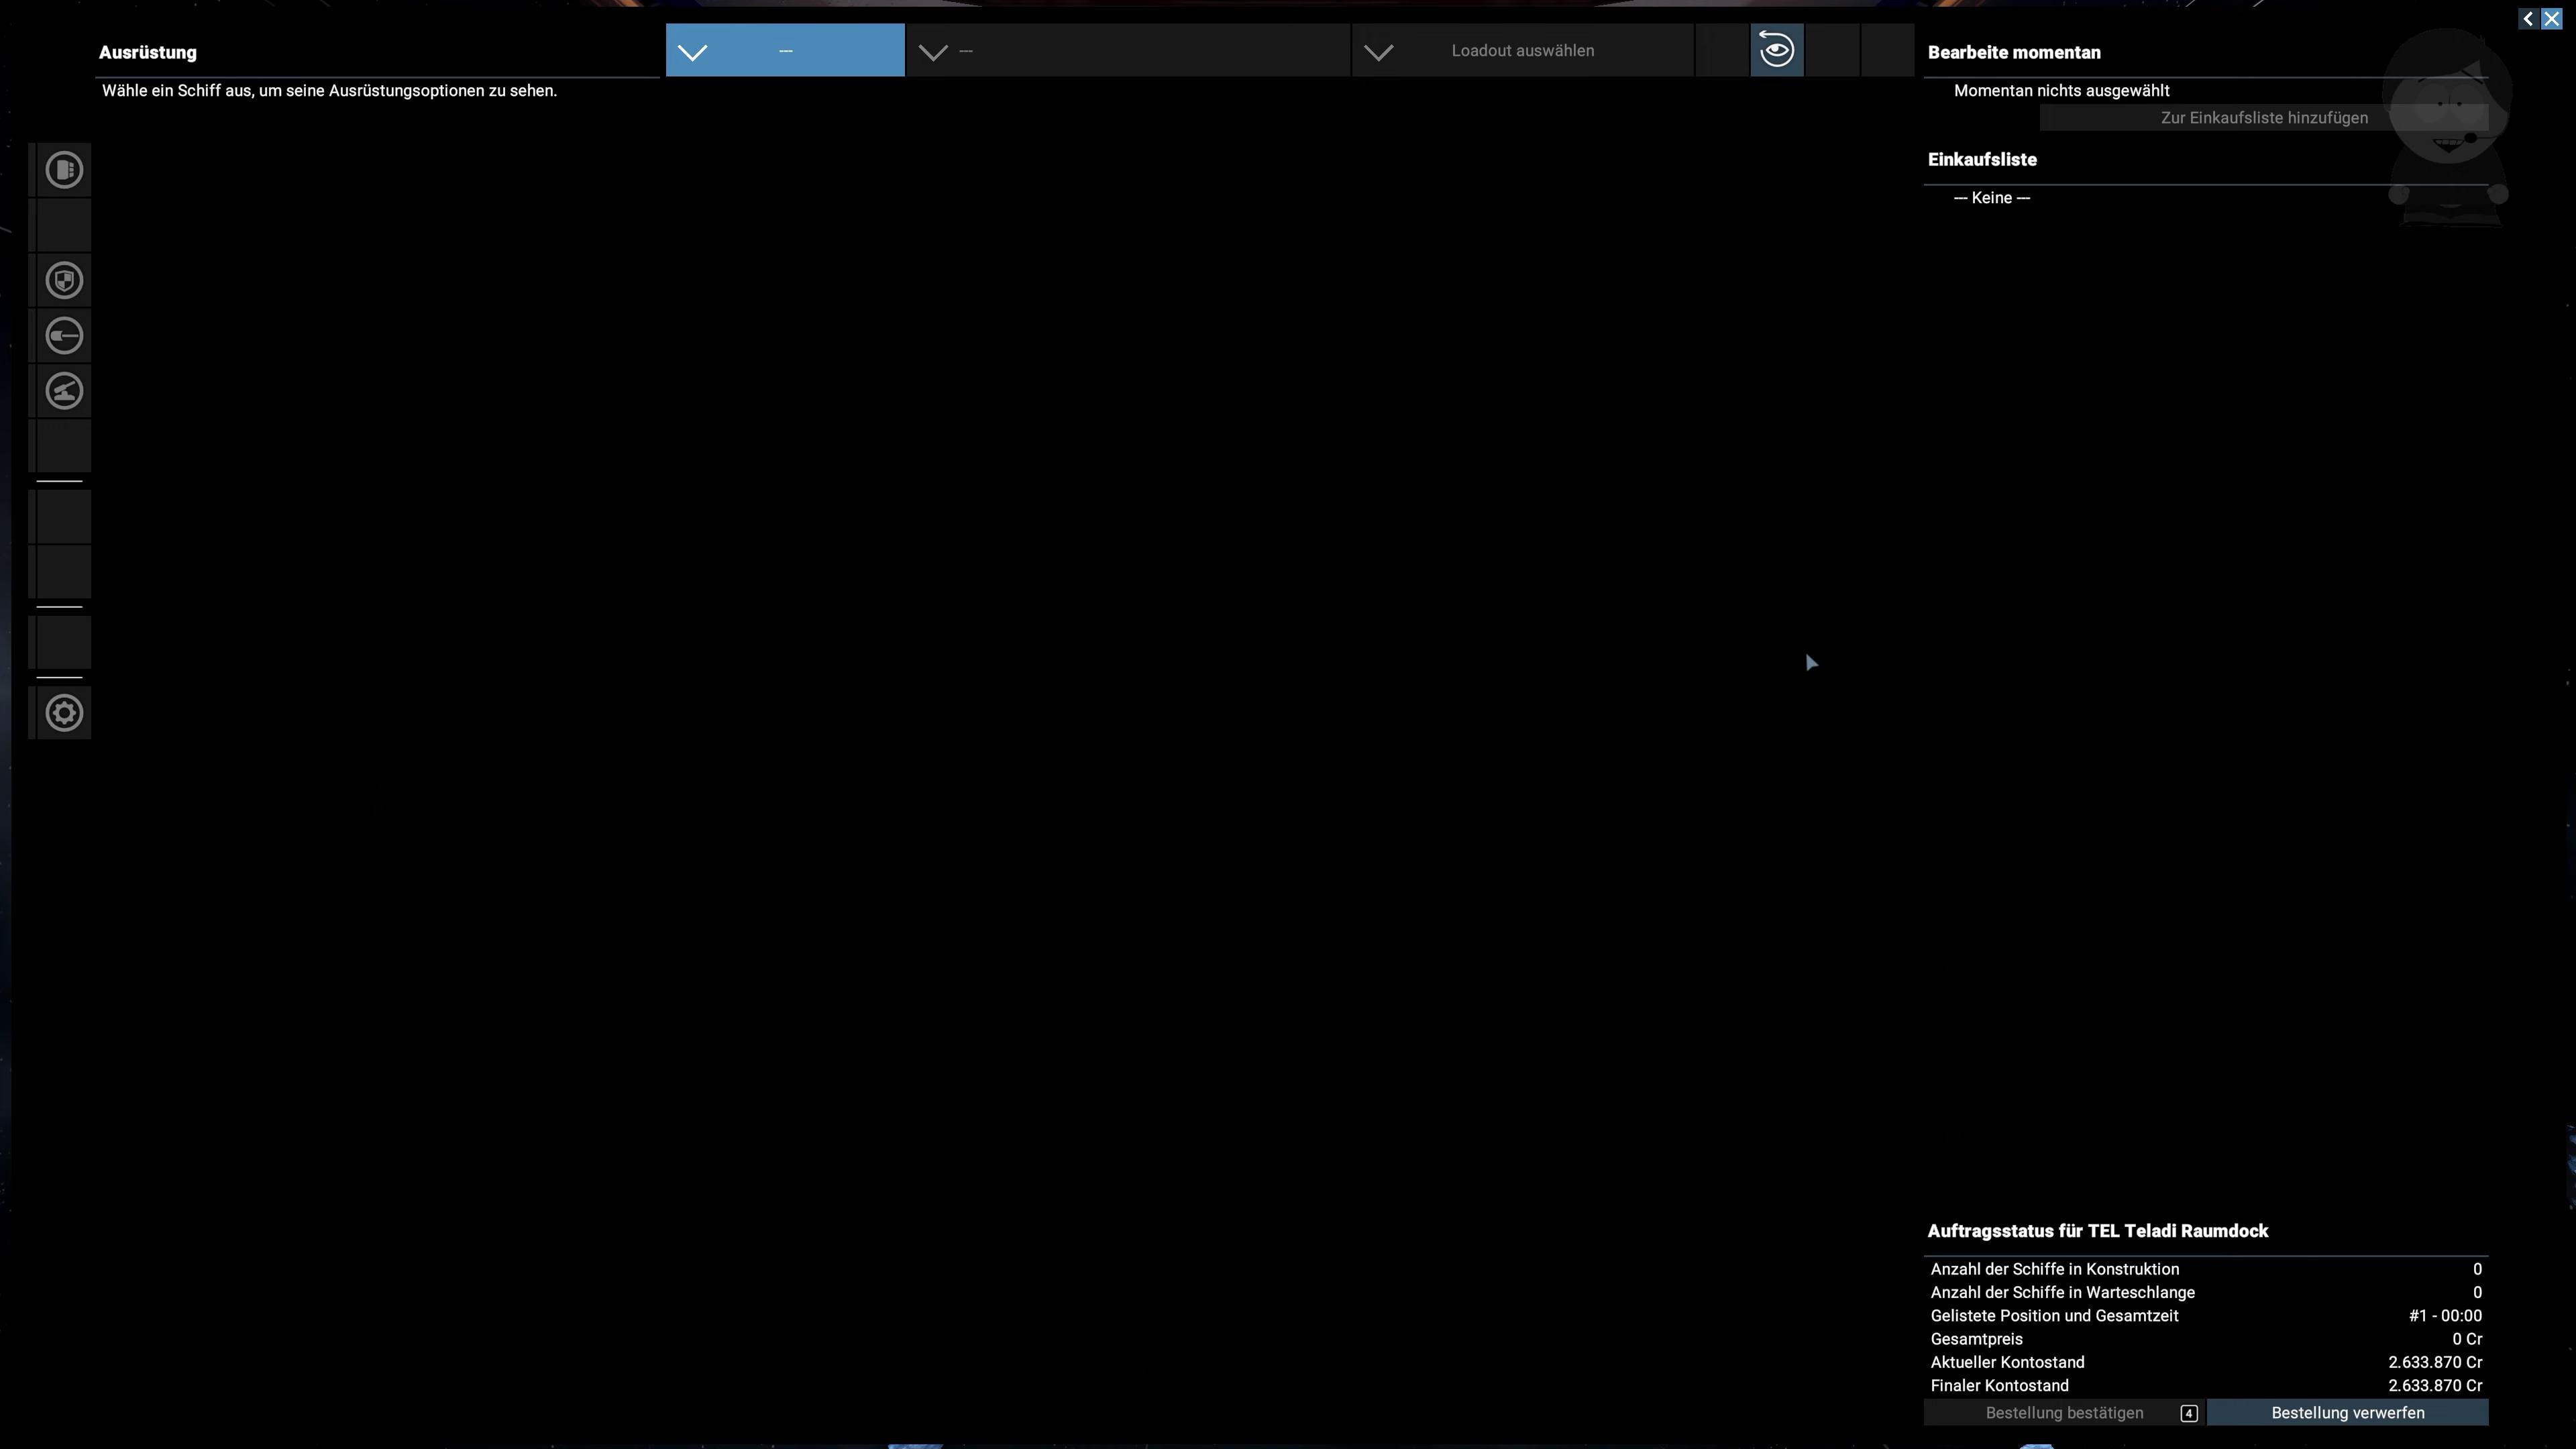 Ausrüstung
Wähle ein Schiff aus, um seine Ausrüstungsoptionen zu sehen.
---
---
Loadout auswählen
Bearbeite momentan
Momentan nichts ausgewählt
Zur Einkaufsliste hinzufügen
Einkaufsliste
--- Keine ---
Auftragsstatus für TEL Teladi Raumdock
Anzahl der Schiffe in Konstruktion 0
Anzahl der Schiffe in Warteschlange 0
Gelistete Position und Gesamtzeit #1 - 00:00
Gesamtpreis 0 Cr
Aktueller Kontostand 2.633.870 Cr
Finaler Kontostand 2.633.870 Cr
Bestellung bestätigen 4 Bestellung verwerfen